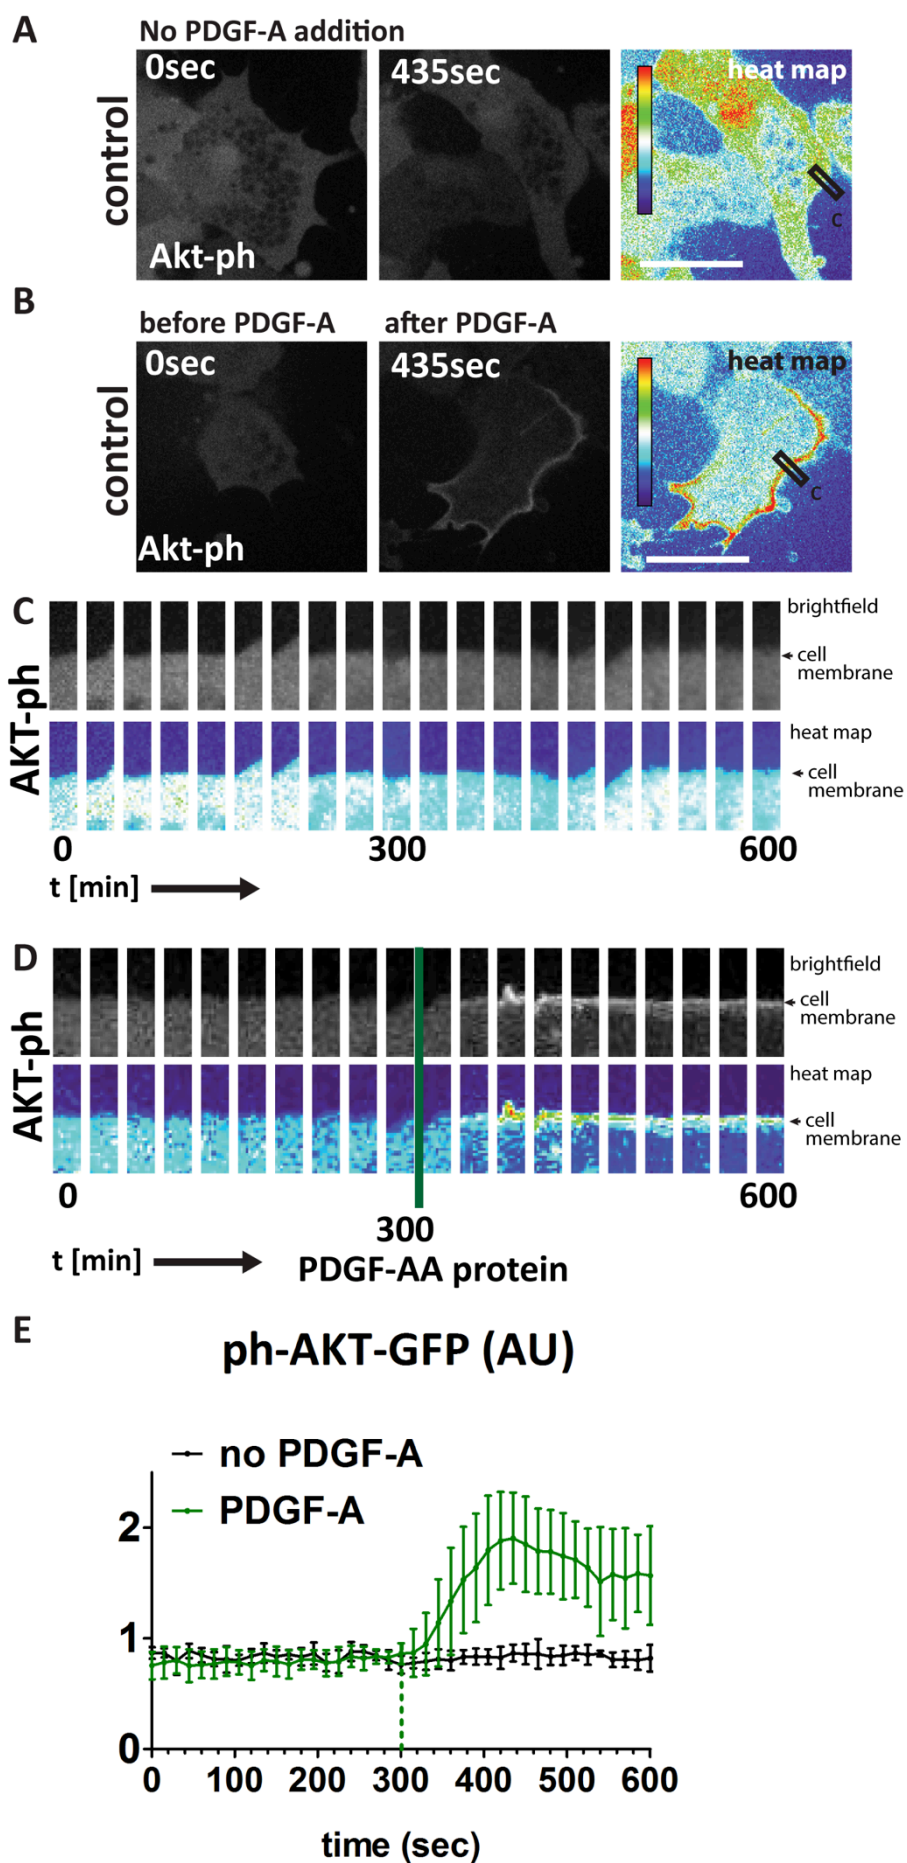 A
No PDGF-A addition
control
0sec
435sec
heat map
Akt-ph
c
B
before PDGF-A
after PDGF-A
control
0sec
435sec
heat map
Akt-ph
c
C
AKT-ph
brightfield
cell
membrane
heat map
cell
membrane
0
300
600
t [min]
D
AKT-ph
brightfield
cell
membrane
heat map
cell
membrane
0
600
300
t [min]
PDGF-AA protein
E
ph-AKT-GFP (AU)
no PDGF-A
PDGF-A
2
1
0
0 100 200 300 400 500 600
time (sec)